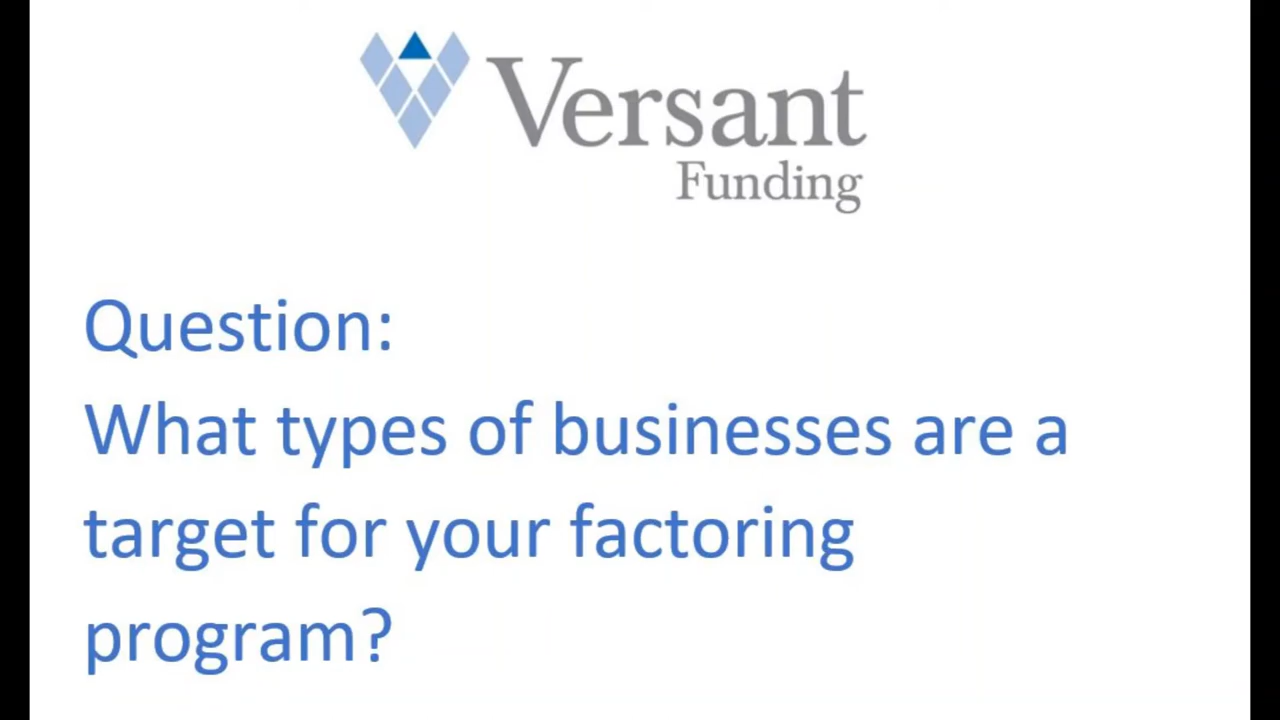 Versant
Funding
Question:
What types of businesses are a
target for your factoring
program?